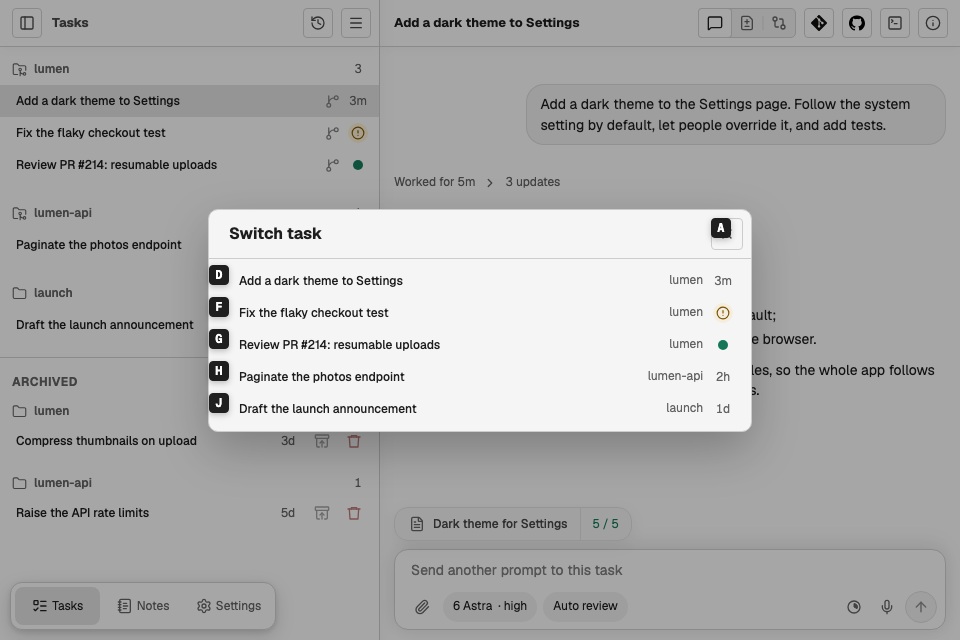 Tasks
Add a dark theme to Settings
lumen 3
Add a dark theme to Settings 3m
Fix the flaky checkout test
Review PR #214: resumable uploads
lumen-api
Paginate the photos endpoint
launch
Draft the launch announcement
ARCHIVED
lumen
Compress thumbnails on upload 3d
lumen-api 1
Raise the API rate limits 5d
Tasks Notes Settings
Add a dark theme to the Settings page. Follow the system
setting by default, let people override it, and add tests.
Worked for 5m 3 updates
ault;
e browser.
les, so the whole app follows
s.
Dark theme for Settings 5 / 5
Send another prompt to this task
6 Astra · high Auto review
Switch task A
D Add a dark theme to Settings lumen 3m
F Fix the flaky checkout test lumen
G Review PR #214: resumable uploads lumen
H Paginate the photos endpoint lumen-api 2h
J Draft the launch announcement launch 1d